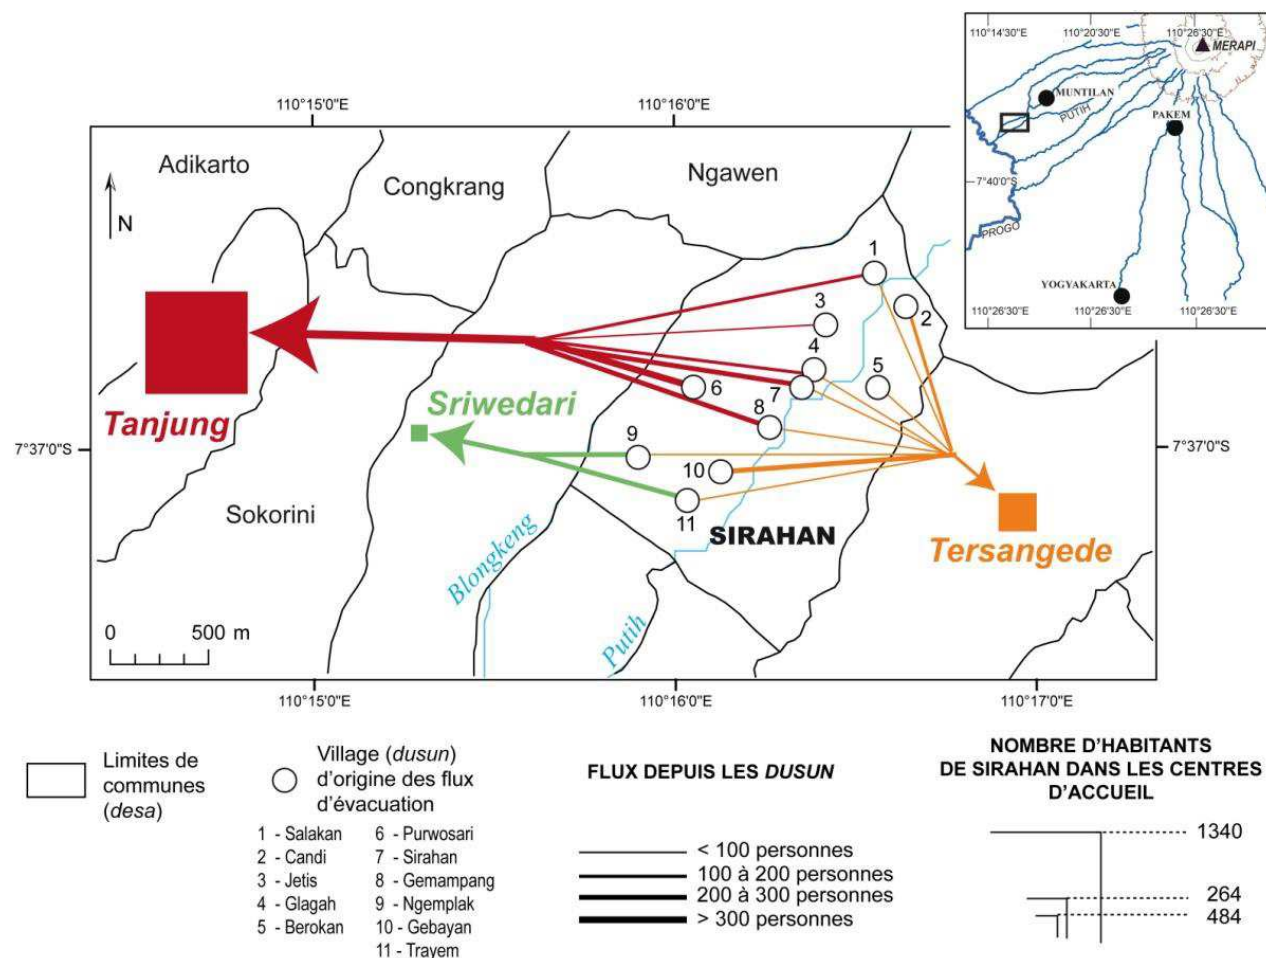 110°14'30"E 110°20'30"E 110°26'30"E
MERAPI
MUNTILAN
PUTIH
PAKEM
7°40'0"S
PROGO
YOGYAKARTA
110°26'30"E 110°26'30"E 110°26'30"E
110°15'0"E 110°16'0"E
Adikarto
Congkrang
Ngawen
N
1
2
3
4
5
6
7
8
9
10
11
Tanjung
Sriwedari
7°37'0"S 7°37'0"S
Sokorini
SIRAHAN
Tersangede
Blongkeng
Putih
0 500 m
110°15'0"E 110°16'0"E 110°17'0"E
Limites de
communes
(desa)
Village (dusun)
d'origine des flux
d'évacuation
1 - Salakan
2 - Candi
3 - Jetis
4 - Glagah
5 - Berokan
6 - Purwosari
7 - Sirahan
8 - Gemampang
9 - Ngemplak
10 - Gebayan
11 - Trayem
FLUX DEPUIS LES DUSUN
< 100 personnes
100 à 200 personnes
200 à 300 personnes
> 300 personnes
NOMBRE D'HABITANTS
DE SIRAHAN DANS LES CENTRES
D'ACCUEIL
1340
264
484